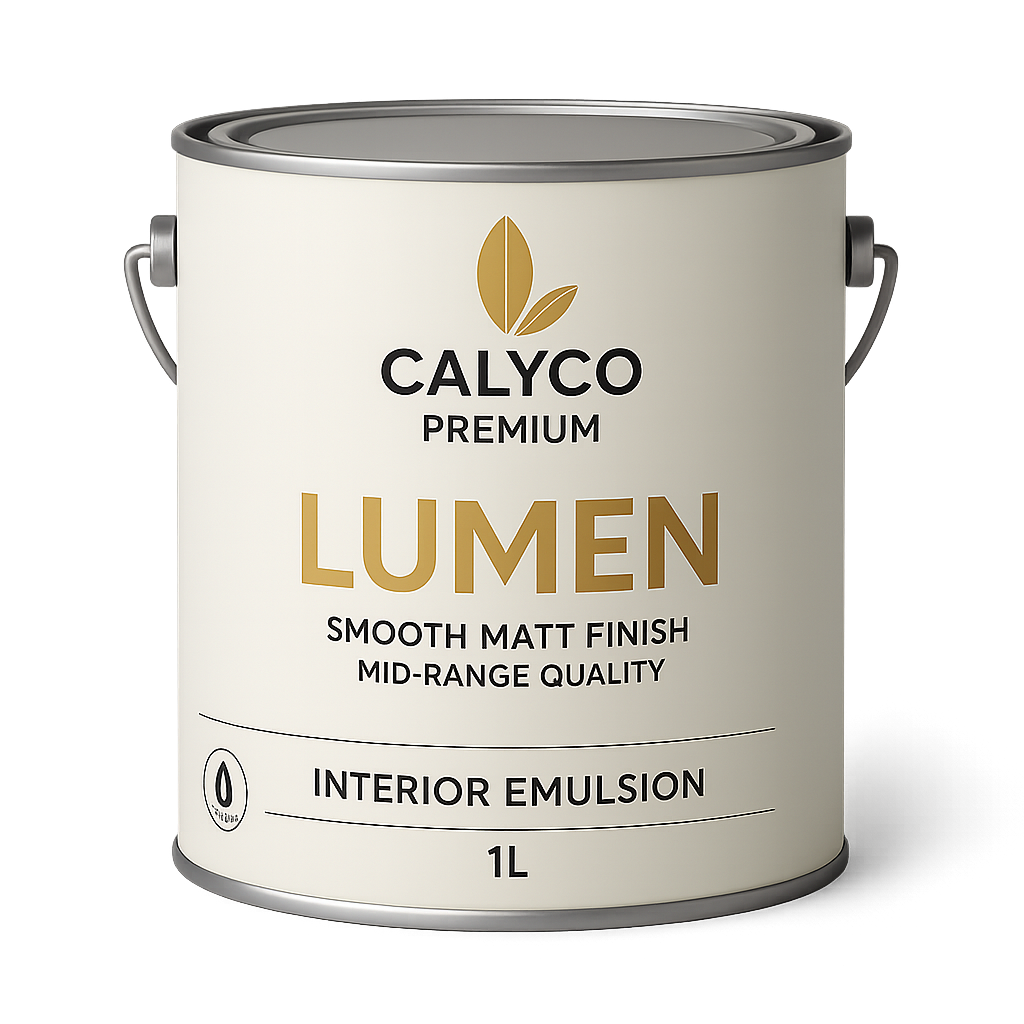 CALYCO
PREMIUM
LUMEN
SMOOTH MATT FINISH
MID-RANGE QUALITY
INTERIOR EMULSION
1L